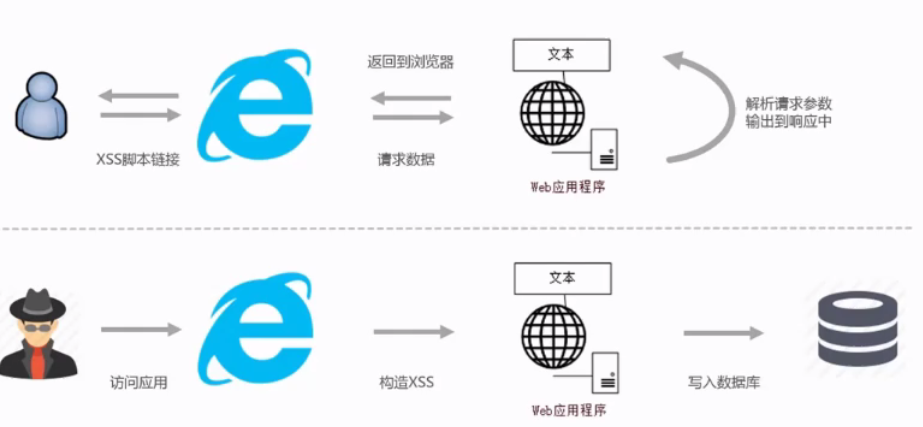 返回到浏览器
文本
解析请求参数
输出到响应中
XSS脚本链接
请求数据
Web应用程序
文本
访问应用
构造XSS
写入数据库
Web应用程序